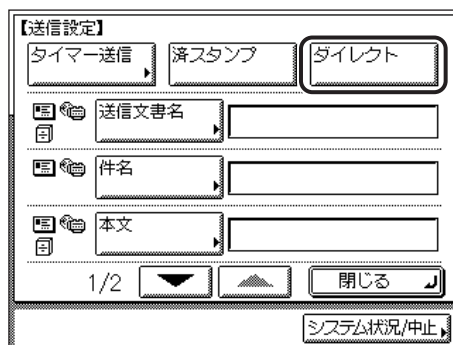 【送信設定】
タイマー送信 済スタンプ ダイレクト
送信文書名
件名
本文
1/2 閉じる
システム状況/中止